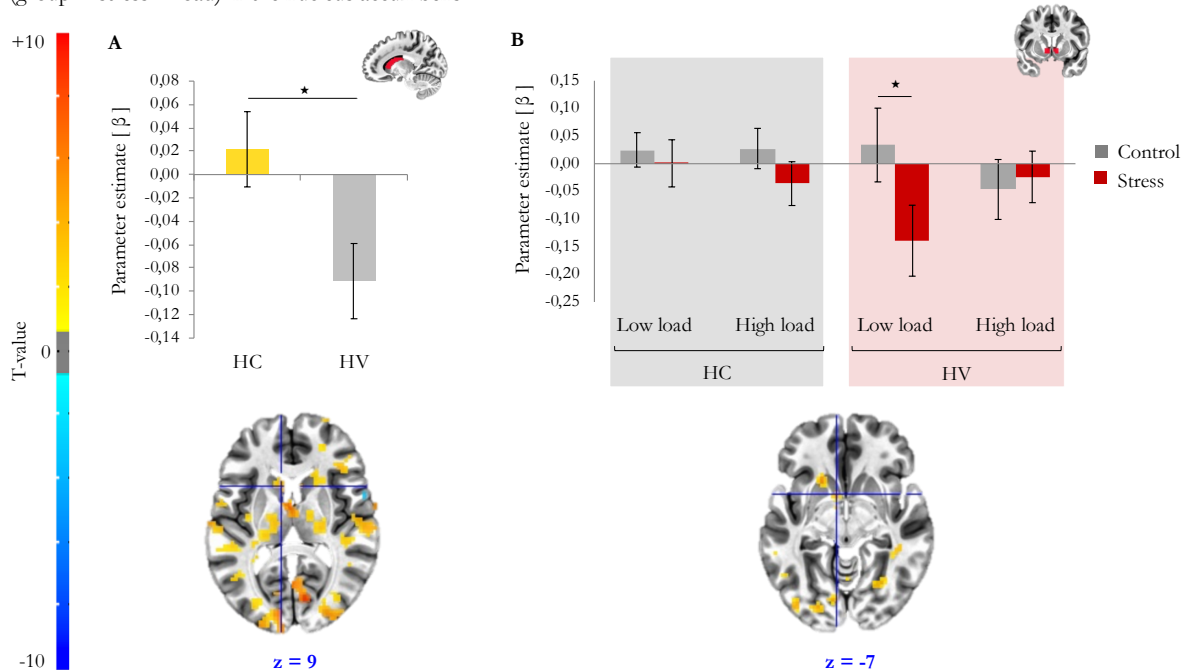 +10
T-value
0
-10
A
Parameter estimate [ β ]
0,08
0,06
0,04
0,02
0,00
-0,02
-0,04
-0,06
-0,08
-0,10
-0,12
-0,14
★
HC
HV
z = 9
B
Parameter estimate [ β ]
0,15
0,10
0,05
0,00
-0,05
-0,10
-0,15
-0,20
-0,25
★
Control
Stress
Low load
High load
Low load
High load
HC
HV
z = -7